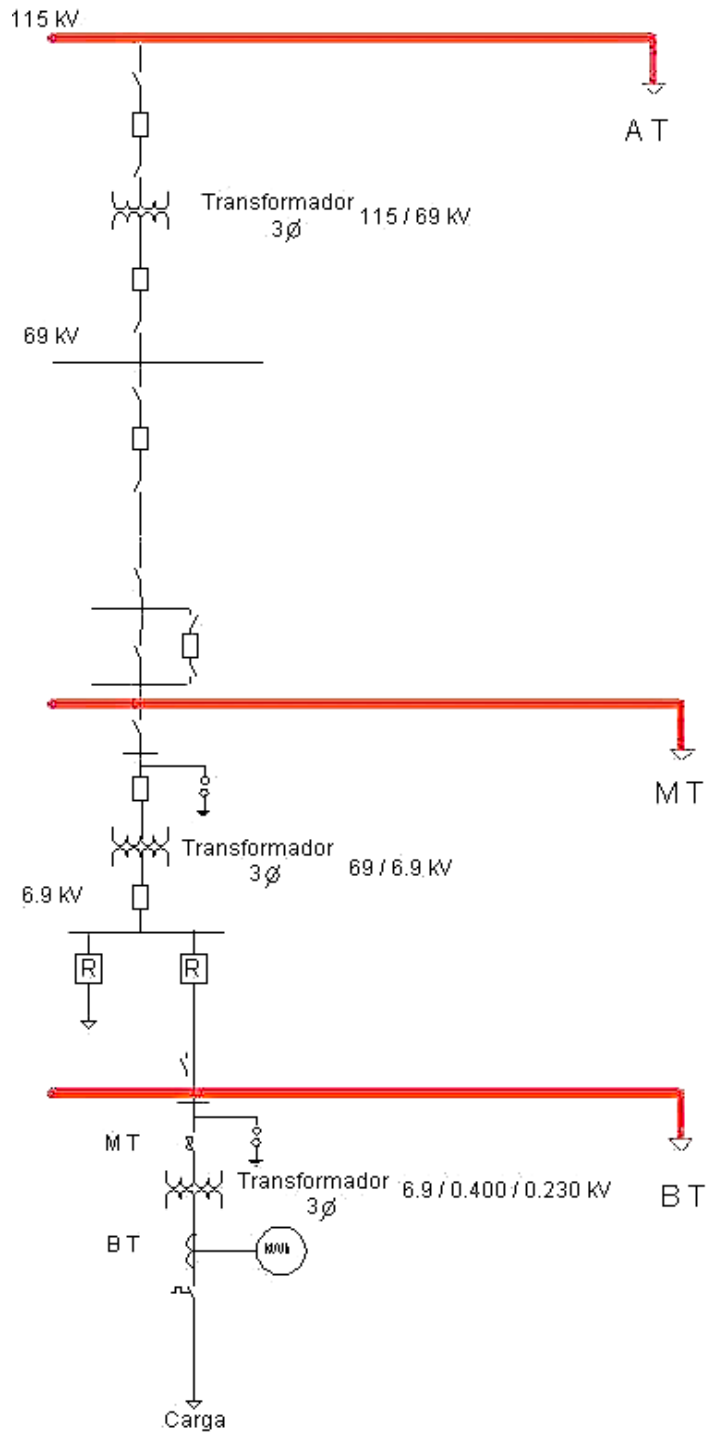 115 kV
A T
Transformador 115 / 69 kV
3Ø
69 kV
M T
Transformador 69 / 6.9 kV
3Ø
6.9 kV
R R
M T
Transformador 6.9 / 0.400 / 0.230 kV
3Ø
B T
B T
kWh
Carga